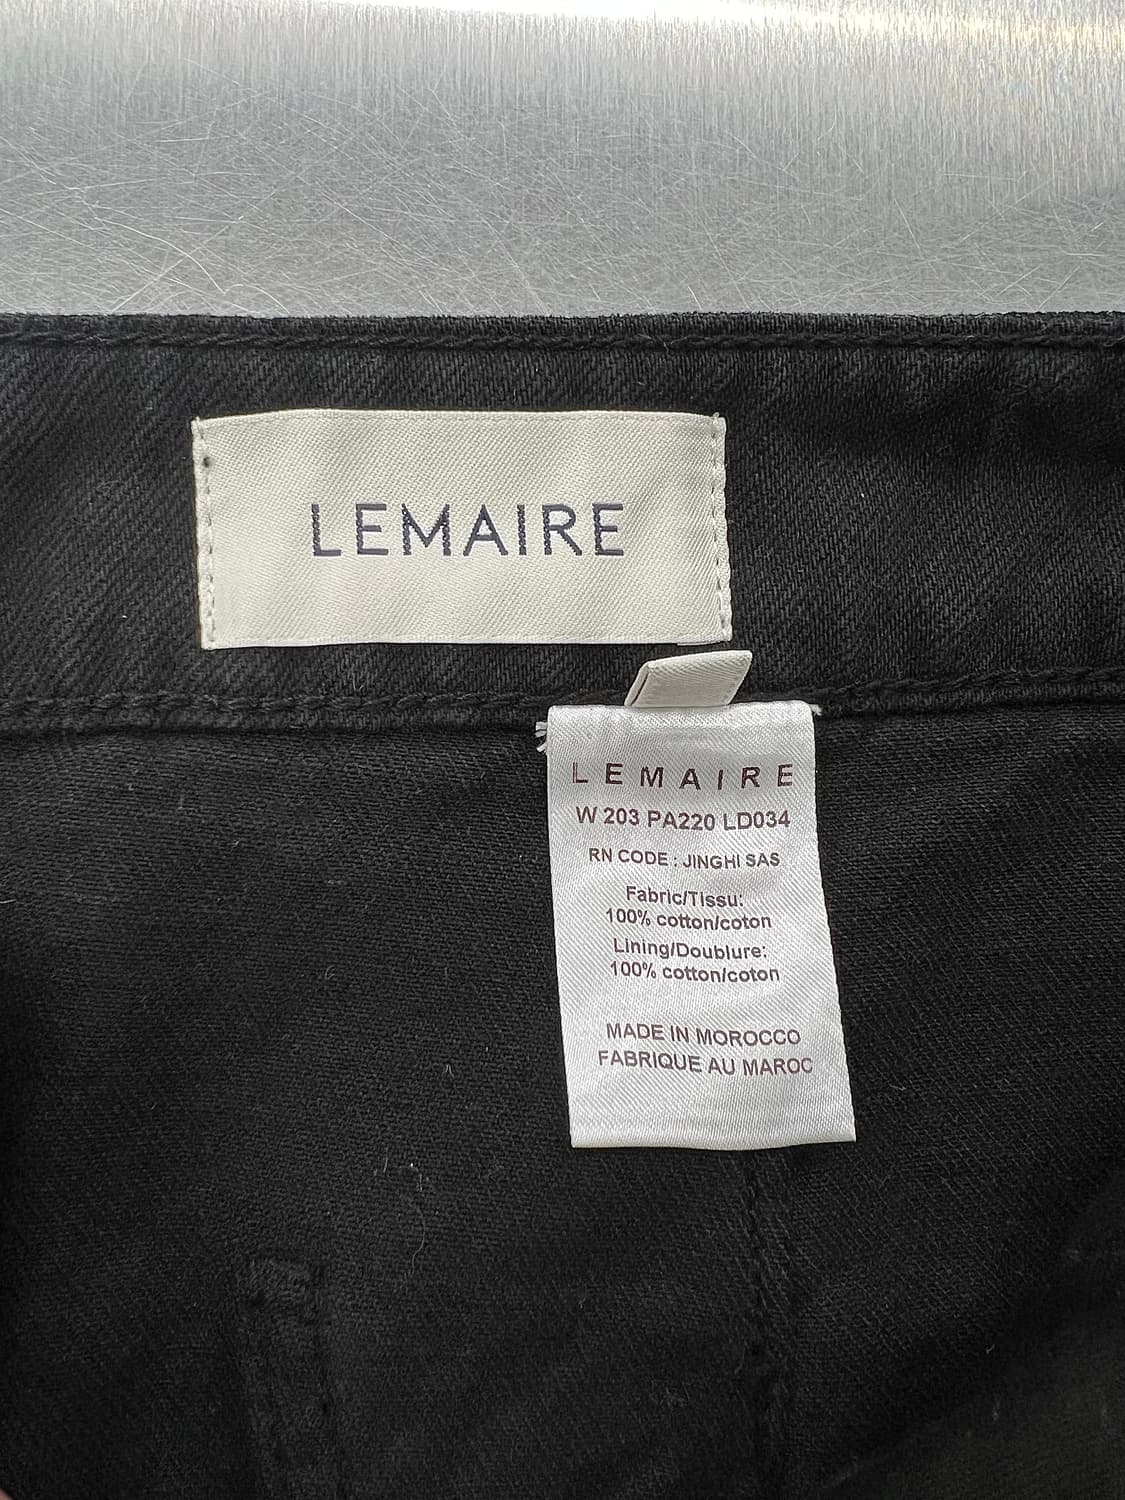 LEMAIRE
LEMAIRE
W 203 PA220 LD034
RN CODE : JINGHI SAS
Fabric/Tissu:
100% cotton/coton
Lining/Doublure:
100% cotton/coton
MADE IN MOROCCO
FABRIQUE AU MAROC